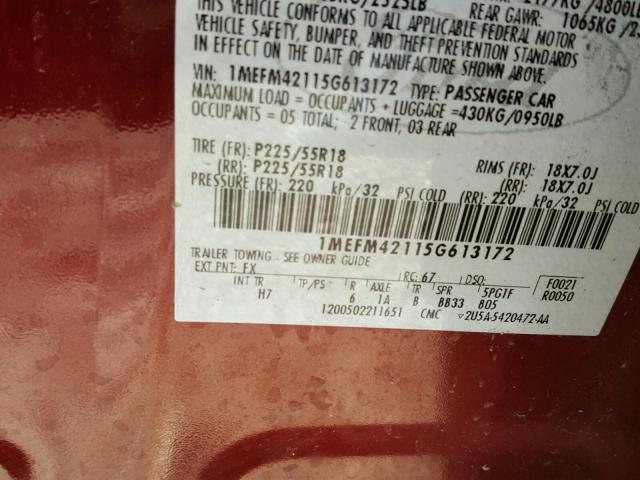 /2525LB
2177KG /4800LB
REAR GAWR: 1065KG
THIS VEHICLE CONFORMS TO ALL APPLICABLE FEDERAL MOTOR
VEHICLE SAFETY, BUMPER, AND THEFT PREVENTION STANDARDS
IN EFFECT ON THE DATE OF MANUFACTURE SHOWN ABOVE.
VIN: 1MEFM42115G613172 TYPE: PASSENGER CAR
MAXIMUM LOAD = OCCUPANTS + LUGGAGE =430KG/0950LB
OCCUPANTS = 05 TOTAL; 2 FRONT, 03 REAR
TIRE (FR): P225/55R18 RIMS (FR): 18X7.0J
(RR): P225/55R18 (RR): 18X7.0J
PRESSURE (FR): 220 kPa/32 PSI COLD (RR): 220 kPa/32 PSI COLD
1MEFM42115G613172
TRAILER TOWING - SEE OWNER GUIDE
EXT PNT: FX RC: 67 DSO: F0021
INT TR TP/PS R AXLE TR SPR 5PG1F R0050
H7 6 1A B BB33 B05
1200502211651 CMC ▽2U5A-5420472-AA